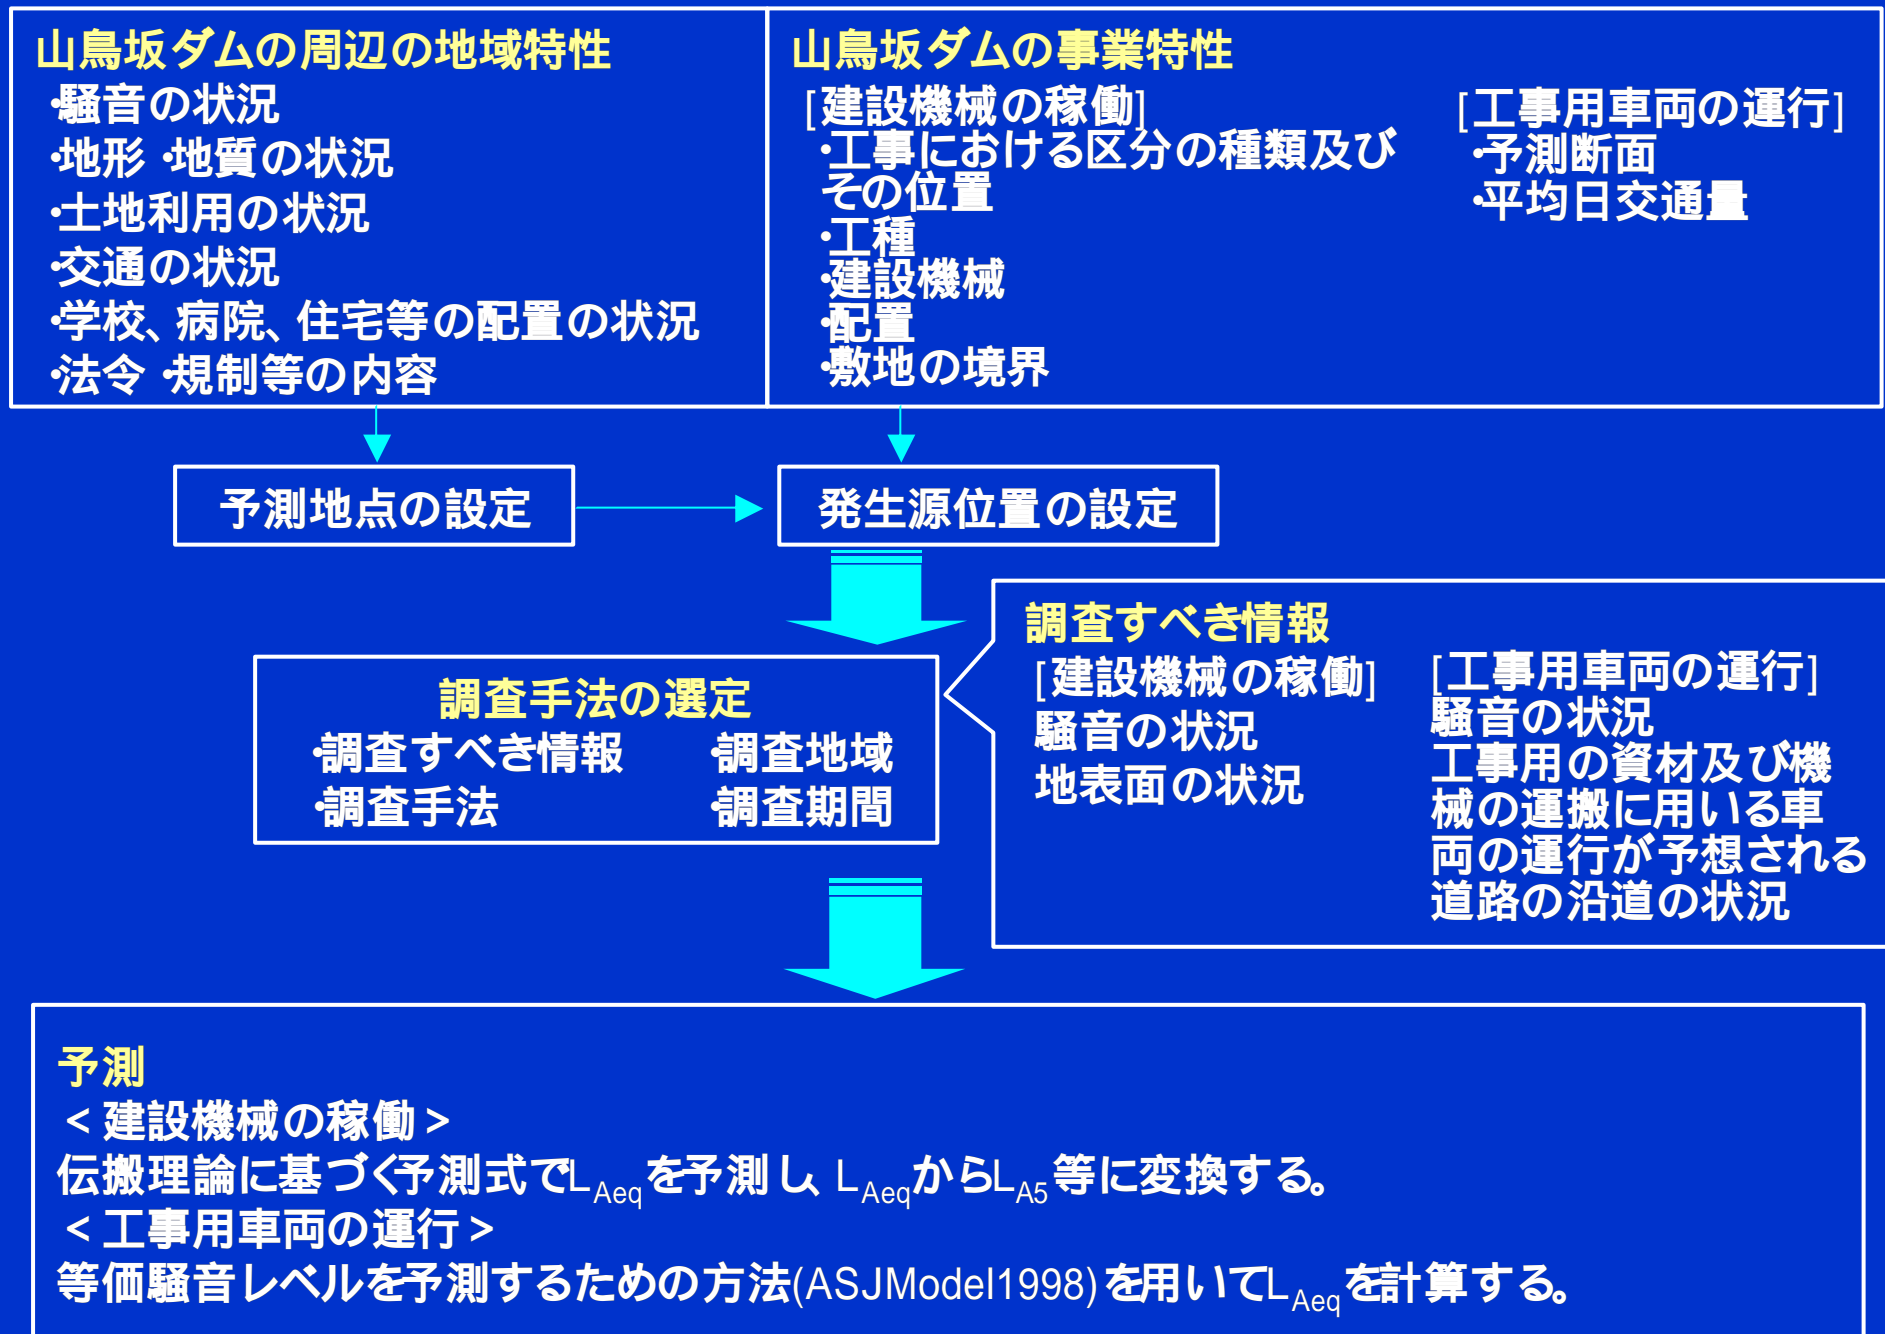 山鳥坂ダムの周辺の地域特性
・騒音の状況
・地形・地質の状況
・土地利用の状況
・交通の状況
・学校、病院、住宅等の配置の状況
・法令・規制等の内容
山鳥坂ダムの事業特性
[建設機械の稼働]
・工事における区分の種類及び
その位置
・工種
・建設機械
・配置
・敷地の境界
[工事用車両の運行]
・予測断面
・平均日交通量
予測地点の設定
発生源位置の設定
調査手法の選定
・調査すべき情報 ・調査地域
・調査手法 ・調査期間
調査すべき情報
[建設機械の稼働]
騒音の状況
地表面の状況
[工事用車両の運行]
騒音の状況
工事用の資材及び機
械の運搬に用いる車
両の運行が予想される
道路の沿道の状況
予測
<建設機械の稼働>
伝搬理論に基づく予測式でLAeqを予測し、LAeqからLA5等に変換する。
<工事用車両の運行>
等価騒音レベルを予測するための方法(ASJModel1998)を用いてLAeqを計算する。